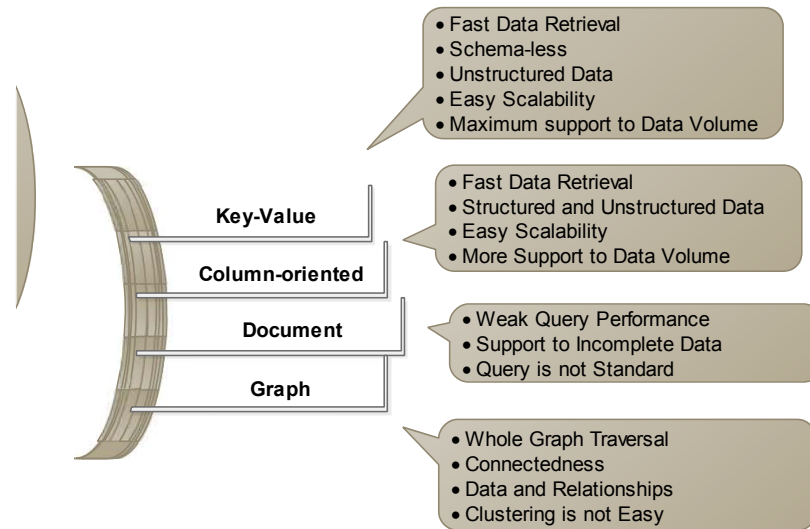 • Fast Data Retrieval
• Schema-less
• Unstructured Data
• Easy Scalability
• Maximum support to Data Volume
Key-Value
• Fast Data Retrieval
• Structured and Unstructured Data
• Easy Scalability
• More Support to Data Volume
Column-oriented
Document
• Weak Query Performance
• Support to Incomplete Data
• Query is not Standard
Graph
• Whole Graph Traversal
• Connectedness
• Data and Relationships
• Clustering is not Easy